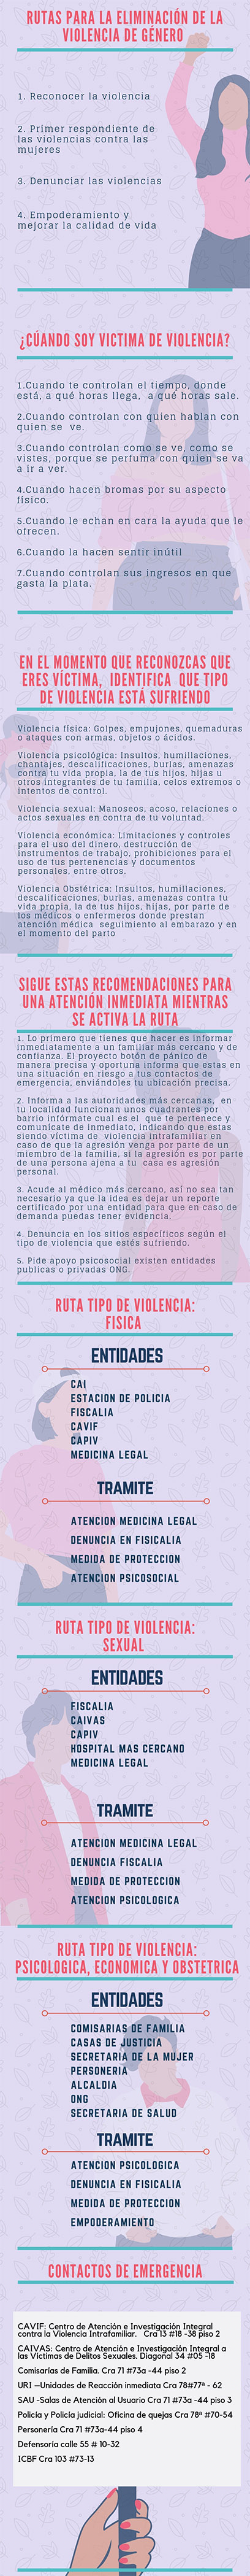 RUTAS PARA LA ELIMINACIÓN DE LA
VIOLENCIA DE GÉNERO
1. Reconocer la violencia
2. Primer respondiente de
las violencias contra las
mujeres
3. Denunciar las violencias
4. Empoderamiento y
mejorar la calidad de vida
¿CÚANDO SOY VICTIMA DE VIOLENCIA?
1.Cuando te controlan el tiempo, donde
está, a qué horas llega, a qué horas sale.
2.Cuando controlan con quien hablan con
quien se ve.
3.Cuando controlan como se ve, como se
vistes, porque se perfuma con quien se va
a ir a ver.
4.Cuando hacen bromas por su aspecto
físico.
5.Cuando le echan en cara la ayuda que le
ofrecen.
6.Cuando la hacen sentir inútil
7.Cuando controlan sus ingresos en que
gasta la plata.
EN EL MOMENTO QUE RECONOZCAS QUE
ERES VÍCTIMA, IDENTIFICA QUE TIPO
DE VIOLENCIA ESTÁ SUFRIENDO
Violencia física: Golpes, empujones, quemaduras
o ataques con armas, objetos o ácidos.
Violencia psicológica: Insultos, humillaciones,
chantajes, descalificaciones, burlas, amenazas
contra tu vida propia, la de tus hijos, hijas u
otros integrantes de tu familia, celos extremos o
intentos de control.
Violencia sexual: Manoseos, acoso, relaciones o
actos sexuales en contra de tu voluntad.
Violencia económica: Limitaciones y controles
para el uso del dinero, destrucción de
instrumentos de trabajo, prohibiciones para el
uso de tus pertenencias y documentos
personales, entre otros.
Violencia Obstétrica: Insultos, humillaciones,
descalificaciones, burlas, amenazas contra tu
vida propia, la de tus hijos, hijas, por parte de
los médicos o enfermeros donde prestan
atención médica seguimiento al embarazo y en
el momento del parto
SIGUE ESTAS RECOMENDACIONES PARA
UNA ATENCIÓN INMEDIATA MIENTRAS
SE ACTIVA LA RUTA
1. Lo primero que tienes que hacer es informar
inmediatamente a un familiar más cercano y de
confianza. El proyecto botón de pánico de
manera precisa y oportuna informa que estas en
una situación en riesgo a tus contactos de
emergencia, enviándoles tu ubicación precisa.
2. Informa a las autoridades más cercanas, en
tu localidad funcionan unos cuadrantes por
barrio infórmate cual es el que te pertenece y
comunícate de inmediato, indicando que estas
siendo víctima de violencia intrafamiliar en
caso de que la agresión venga por parte de un
miembro de la familia, si la agresión es por parte
de una persona ajena a tu casa es agresión
personal.
3. Acude al médico más cercano, así no sea tan
necesario ya que la idea es dejar un reporte
certificado por una entidad para que en caso de
demanda puedas tener evidencia,
4. Denuncia en los sitios específicos según el
tipo de violencia que estés sufriendo.
5. Pide apoyo psicosocial existen entidades
publicas o privadas ONG.
RUTA TIPO DE VIOLENCIA:
FISICA
ENTIDADES
CAI
ESTACION DE POLICIA
FISCALIA
CAVIF
CAPIV
MEDICINA LEGAL
TRAMITE
ATENCION MEDICINA LEGAL
DENUNCIA EN FISICALIA
MEDIDA DE PROTECCION
ATENCION PSICOSOCIAL
RUTA TIPO DE VIOLENCIA:
SEXUAL
ENTIDADES
FISCALIA
CAIVAS
CAPIV
HOSPITAL MAS CERCANO
MEDICINA LEGAL
TRAMITE
ATENCION MEDICINA LEGAL
DENUNCIA FISCALIA
MEDIDA DE PROTECCION
ATENCION PSICOLOGICA
RUTA TIPO DE VIOLENCIA:
PSICOLOGICA, ECONOMICA Y OBSTETRICA
ENTIDADES
COMISARIAS DE FAMILIA
CASAS DE JUSTICIA
SECRETARIA DE LA MUJER
PERSONERIA
ALCALDIA
ONG
SECRETARIA DE SALUD
TRAMITE
ATENCION PSICOLOGICA
DENUNCIA EN FISICALIA
MEDIDA DE PROTECCION
EMPODERAMIENTO
CONTACTOS DE EMERGENCIA
CAVIF: Centro de Atención e Investigación Integral
contra la Violencia Intrafamiliar. Cra 13 #18 -38 piso 2
CAIVAS: Centro de Atención e Investigación Integral a
las Víctimas de Delitos Sexuales. Diagonal 34 #05 -18
Comisarías de Familia. Cra 71 #73a -44 piso 2
URI –Unidades de Reacción inmediata Cra 78#77ª - 62
SAU -Salas de Atención al Usuario Cra 71 #73a -44 piso 3
Policía y Policía judicial: Oficina de quejas Cra 78ª #70-54
Personería Cra 71 #73a-44 piso 4
Defensoría calle 55 # 10-32
ICBF Cra 103 #73-13